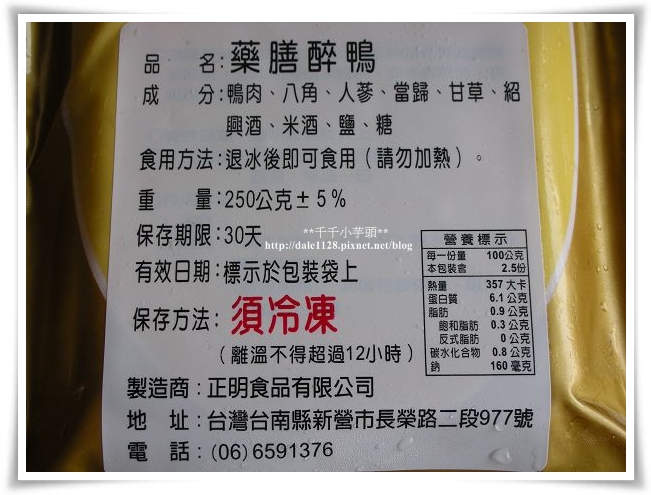 品 名:藥膳醉鴨
成 分:鴨肉、八角、人蔘、當歸、甘草、紹
興酒、米酒、鹽、糖
食用方法:退冰後即可食用(請勿加熱)。
重 量:250公克±5%
保存期限:30天
有效日期:標示於包裝袋上
保存方法:須冷凍
(離溫不得超過12小時)
製造商:正明食品有限公司
地 址:台灣台南縣新營市長榮路二段977號
電 話:(06)6591376
**千千小芋頭**
http://dale1128.pixnet.net/blog
營養標示
每一份量 100公克
本包裝含 2.5份
熱量 357 大卡
蛋白質 6.1 公克
脂肪 0.9 公克
飽和脂肪 0.3 公克
反式脂肪 0 公克
碳水化合物 0.8 公克
鈉 160 毫克